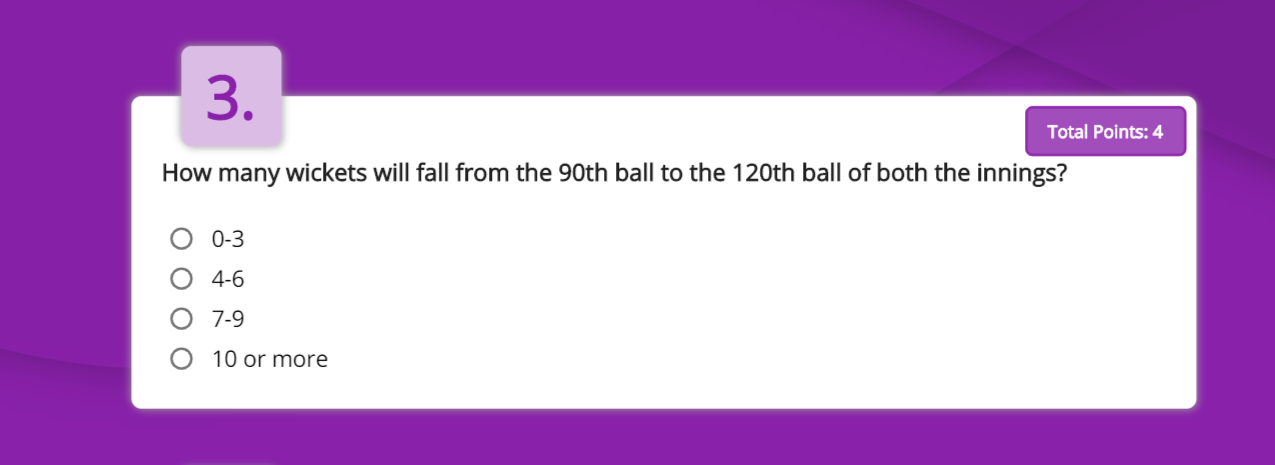 3.
Total Points: 4
How many wickets will fall from the 90th ball to the 120th ball of both the innings?
0-3
4-6
7-9
10 or more